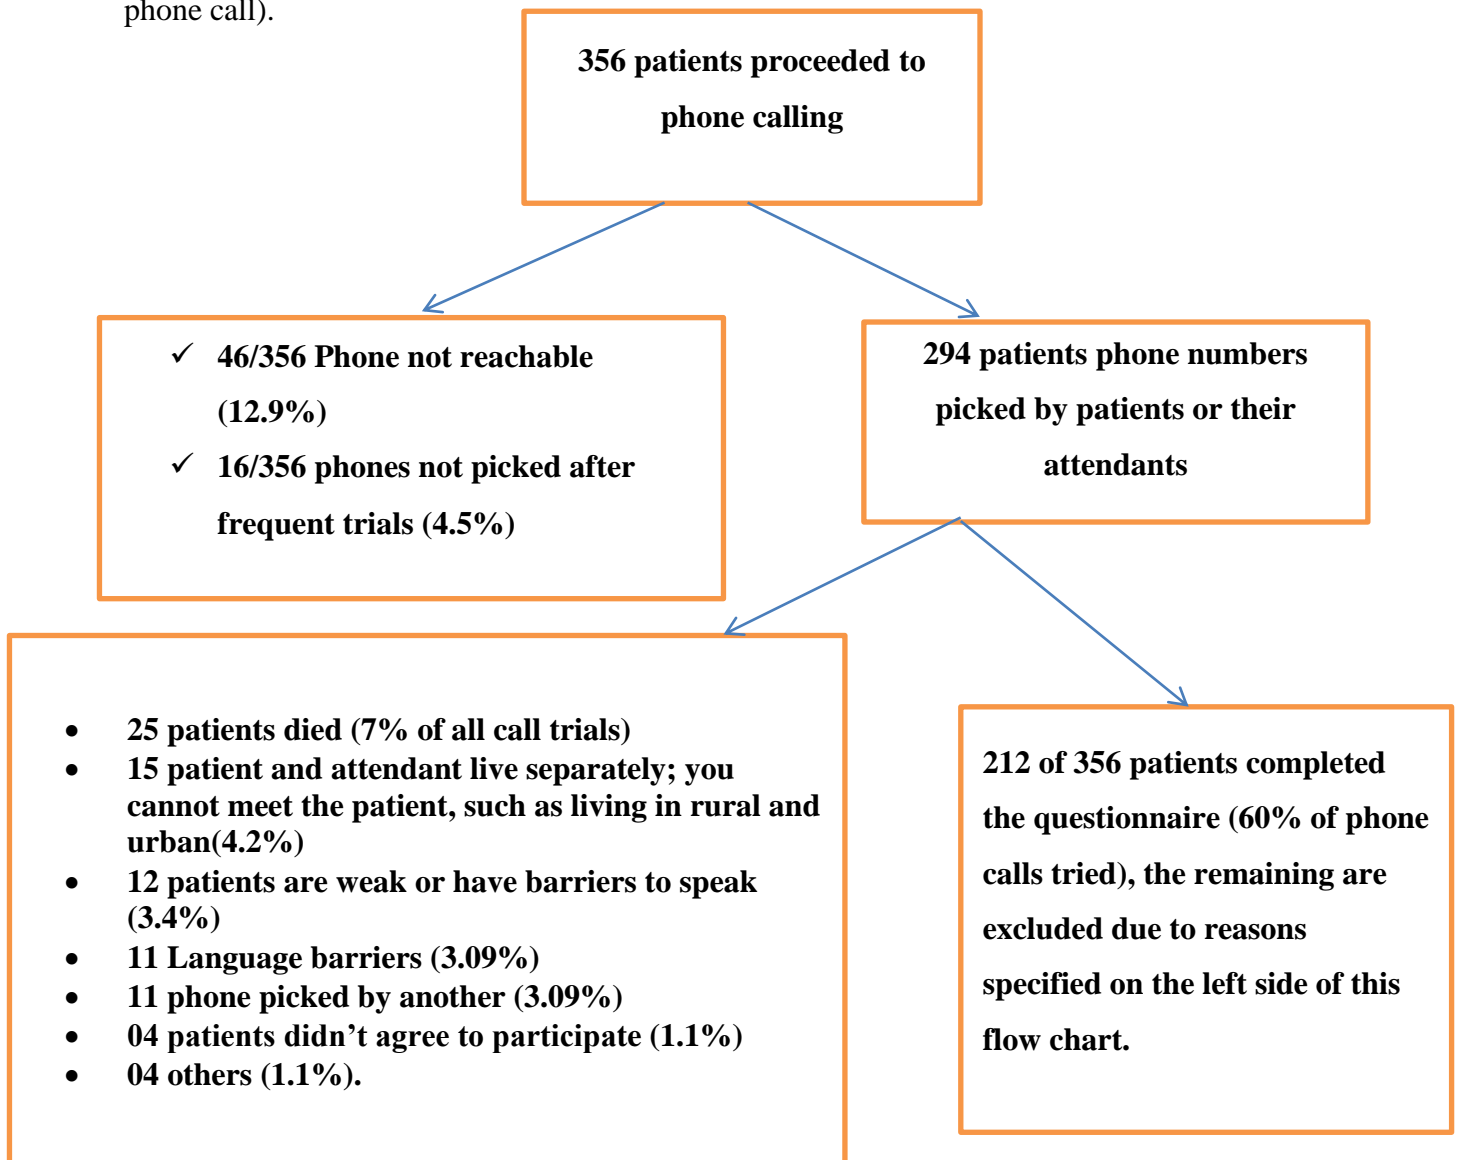 phone call).
356 patients proceeded to
phone calling
✓ 46/356 Phone not reachable
(12.9%)
✓ 16/356 phones not picked after
frequent trials (4.5%)
294 patients phone numbers
picked by patients or their
attendants
• 25 patients died (7% of all call trials)
• 15 patient and attendant live separately; you
cannot meet the patient, such as living in rural and
urban(4.2%)
• 12 patients are weak or have barriers to speak
(3.4%)
• 11 Language barriers (3.09%)
• 11 phone picked by another (3.09%)
• 04 patients didn’t agree to participate (1.1%)
• 04 others (1.1%).
212 of 356 patients completed
the questionnaire (60% of phone
calls tried), the remaining are
excluded due to reasons
specified on the left side of this
flow chart.